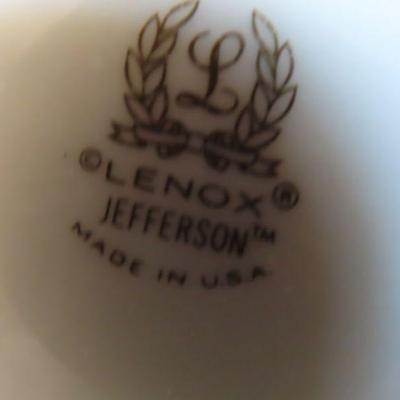 L
© LENOX ®
JEFFERSON™
MADE IN U.S.A.